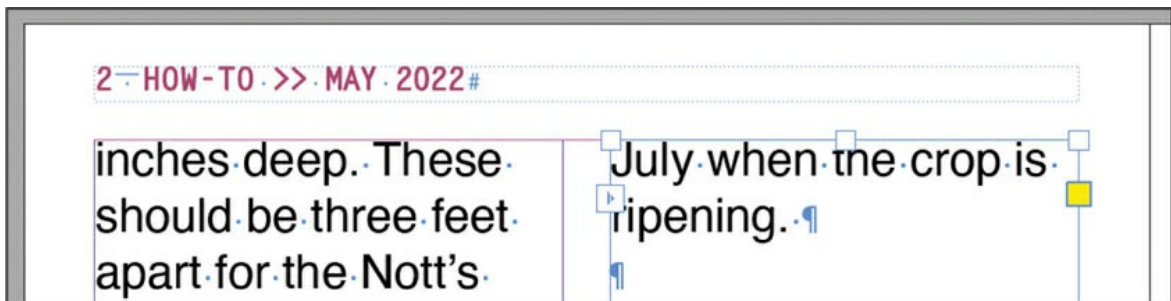 2 HOW-TO >> MAY 2022#
inches deep. These
should be three feet
apart for the Nott's
July when the crop is
ripening. ¶
¶